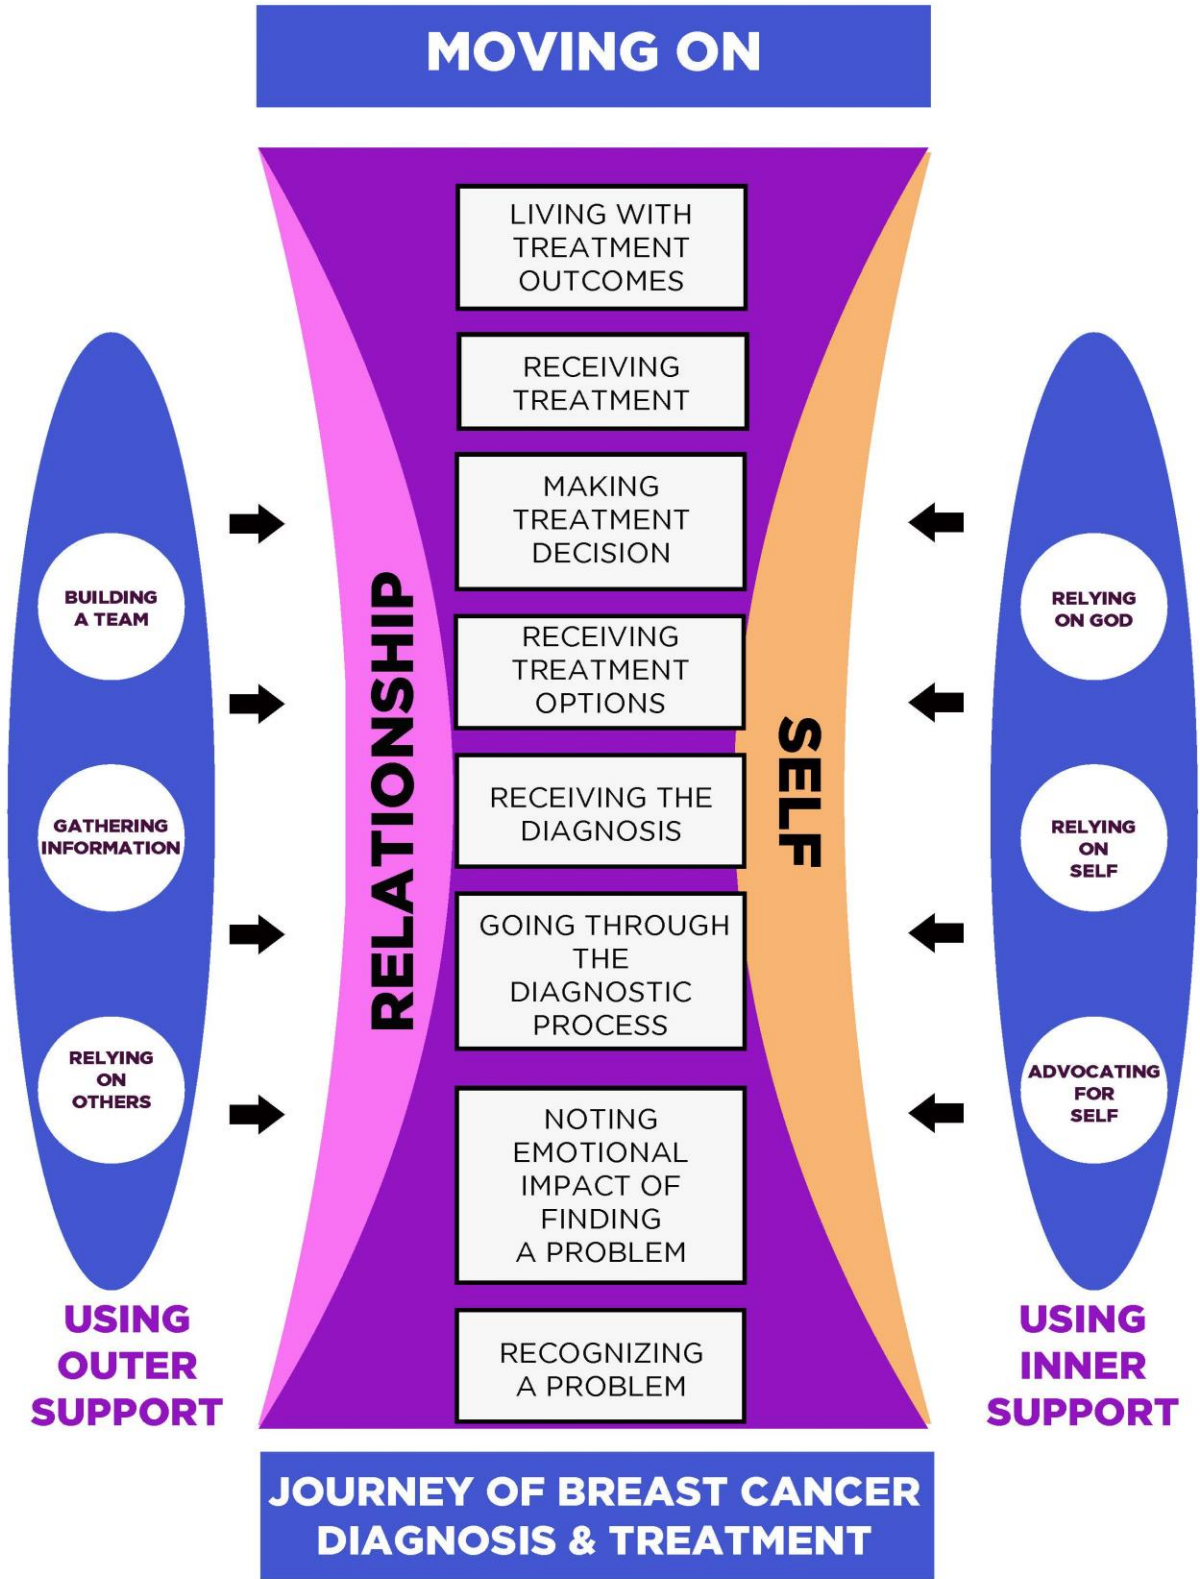 MOVING ON
LIVING WITH
TREATMENT
OUTCOMES
RECEIVING
TREATMENT
MAKING
TREATMENT
DECISION
RECEIVING
TREATMENT
OPTIONS
RECEIVING THE
DIAGNOSIS
GOING THROUGH
THE
DIAGNOSTIC
PROCESS
NOTING
EMOTIONAL
IMPACT OF
FINDING
A PROBLEM
RECOGNIZING
A PROBLEM
RELATIONSHIP
SELF
BUILDING
A TEAM
GATHERING
INFORMATION
RELYING
ON
OTHERS
USING
OUTER
SUPPORT
RELYING
ON GOD
RELYING
ON
SELF
ADVOCATING
FOR
SELF
USING
INNER
SUPPORT
JOURNEY OF BREAST CANCER
DIAGNOSIS & TREATMENT